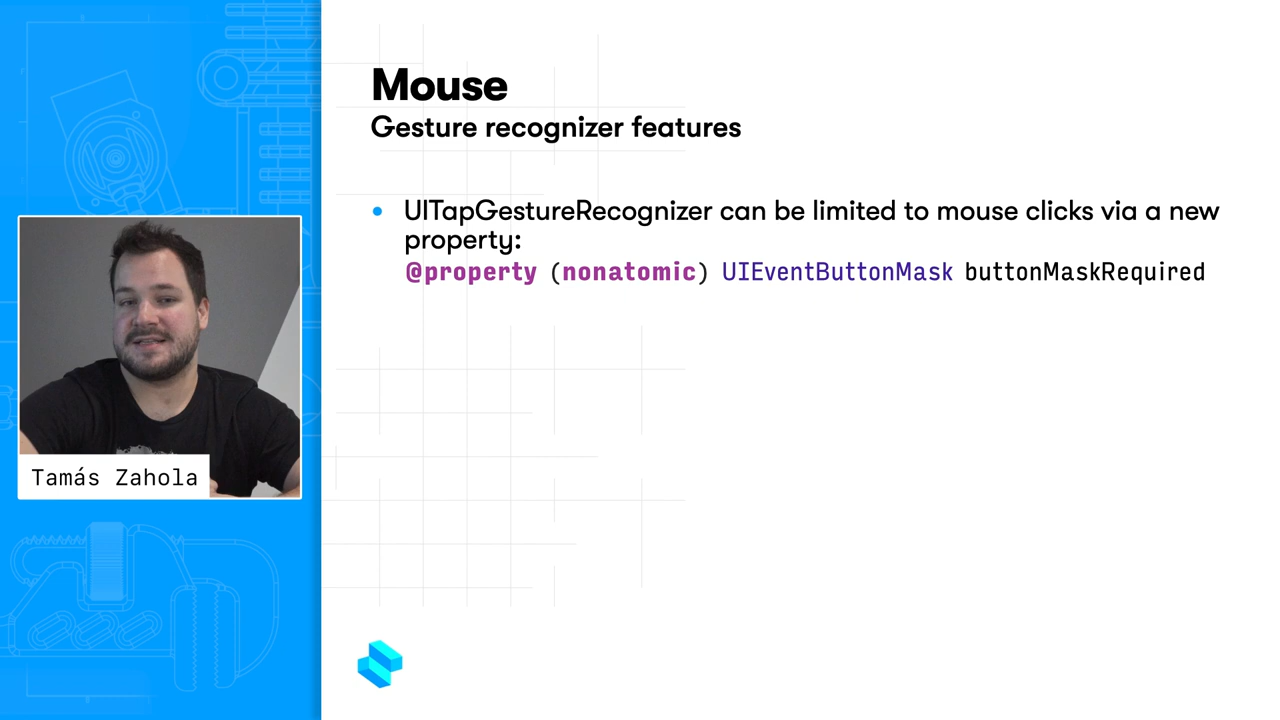 Mouse
Gesture recognizer features
• UITapGestureRecognizer can be limited to mouse clicks via a new
property:
@property (nonatomic) UIEventButtonMask buttonMaskRequired
Tamás Zahola